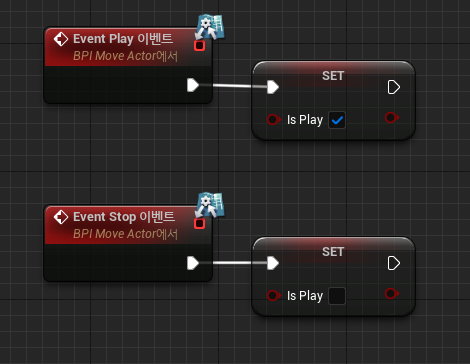 Event Play 이벤트
BPI Move Actor에서
SET
Is Play
Event Stop 이벤트
BPI Move Actor에서
SET
Is Play